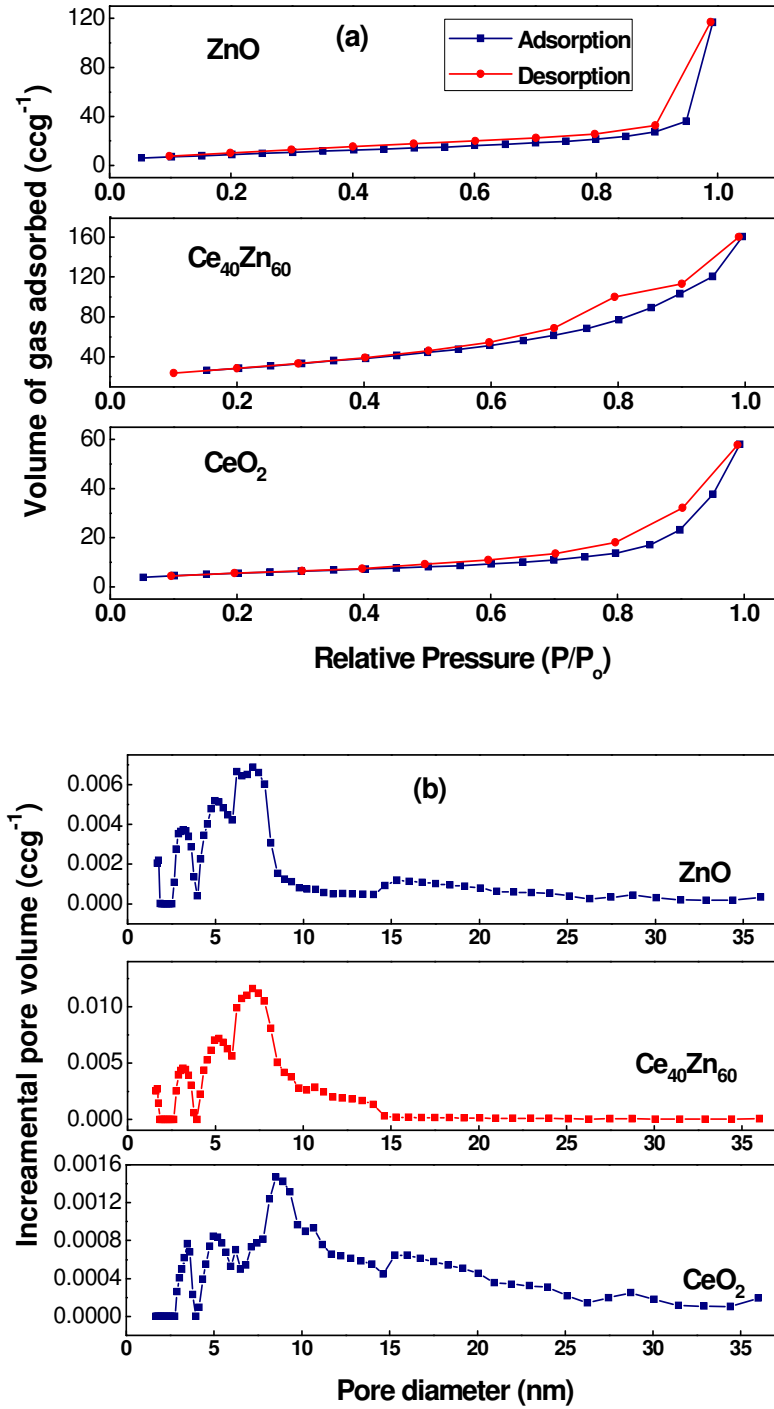 Volume of gas adsorbed (ccg⁻¹)
(a)
Adsorption
Desorption
ZnO
120
80
40
0
0.0 0.2 0.4 0.6 0.8 1.0
Ce₄₀Zn₆₀
160
120
80
40
0.0 0.2 0.4 0.6 0.8 1.0
CeO₂
60
40
20
0
0.0 0.2 0.4 0.6 0.8 1.0
Relative Pressure (P/Pₒ)
Increamental pore volume (ccg⁻¹)
(b)
ZnO
0.006
0.004
0.002
0.000
0 5 10 15 20 25 30 35
Ce₄₀Zn₆₀
0.010
0.005
0.000
0 5 10 15 20 25 30 35
CeO₂
0.0016
0.0012
0.0008
0.0004
0.0000
0 5 10 15 20 25 30 35
Pore diameter (nm)